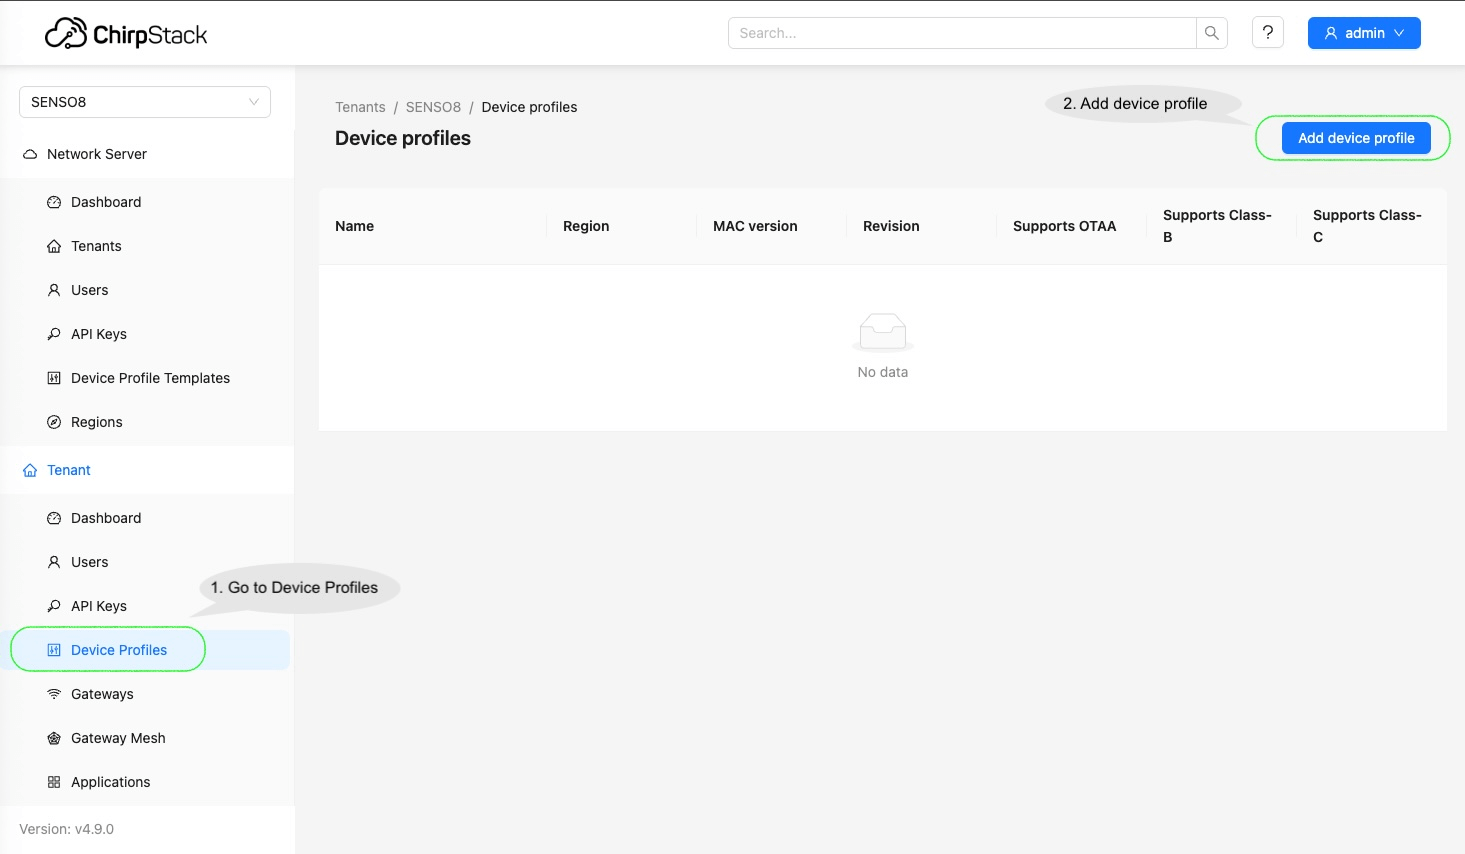 ChirpStack
Search...
?
admin
SENSO8
Network Server
Dashboard
Tenants
Users
API Keys
Device Profile Templates
Regions
Tenant
Dashboard
Users
1. Go to Device Profiles
API Keys
Device Profiles
Gateways
Gateway Mesh
Applications
Version: v4.9.0
Tenants / SENSO8 / Device profiles
Device profiles
2. Add device profile
Add device profile
Name
Region
MAC version
Revision
Supports OTAA
Supports Class-
B
Supports Class-
C
No data